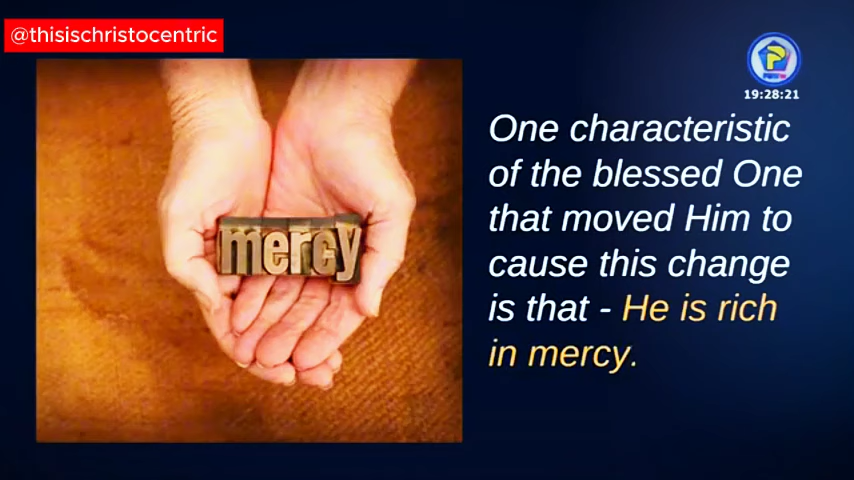 @thisischristocentric
19:28:21
mercy
One characteristic
of the blessed One
that moved Him to
cause this change
is that - He is rich
in mercy.